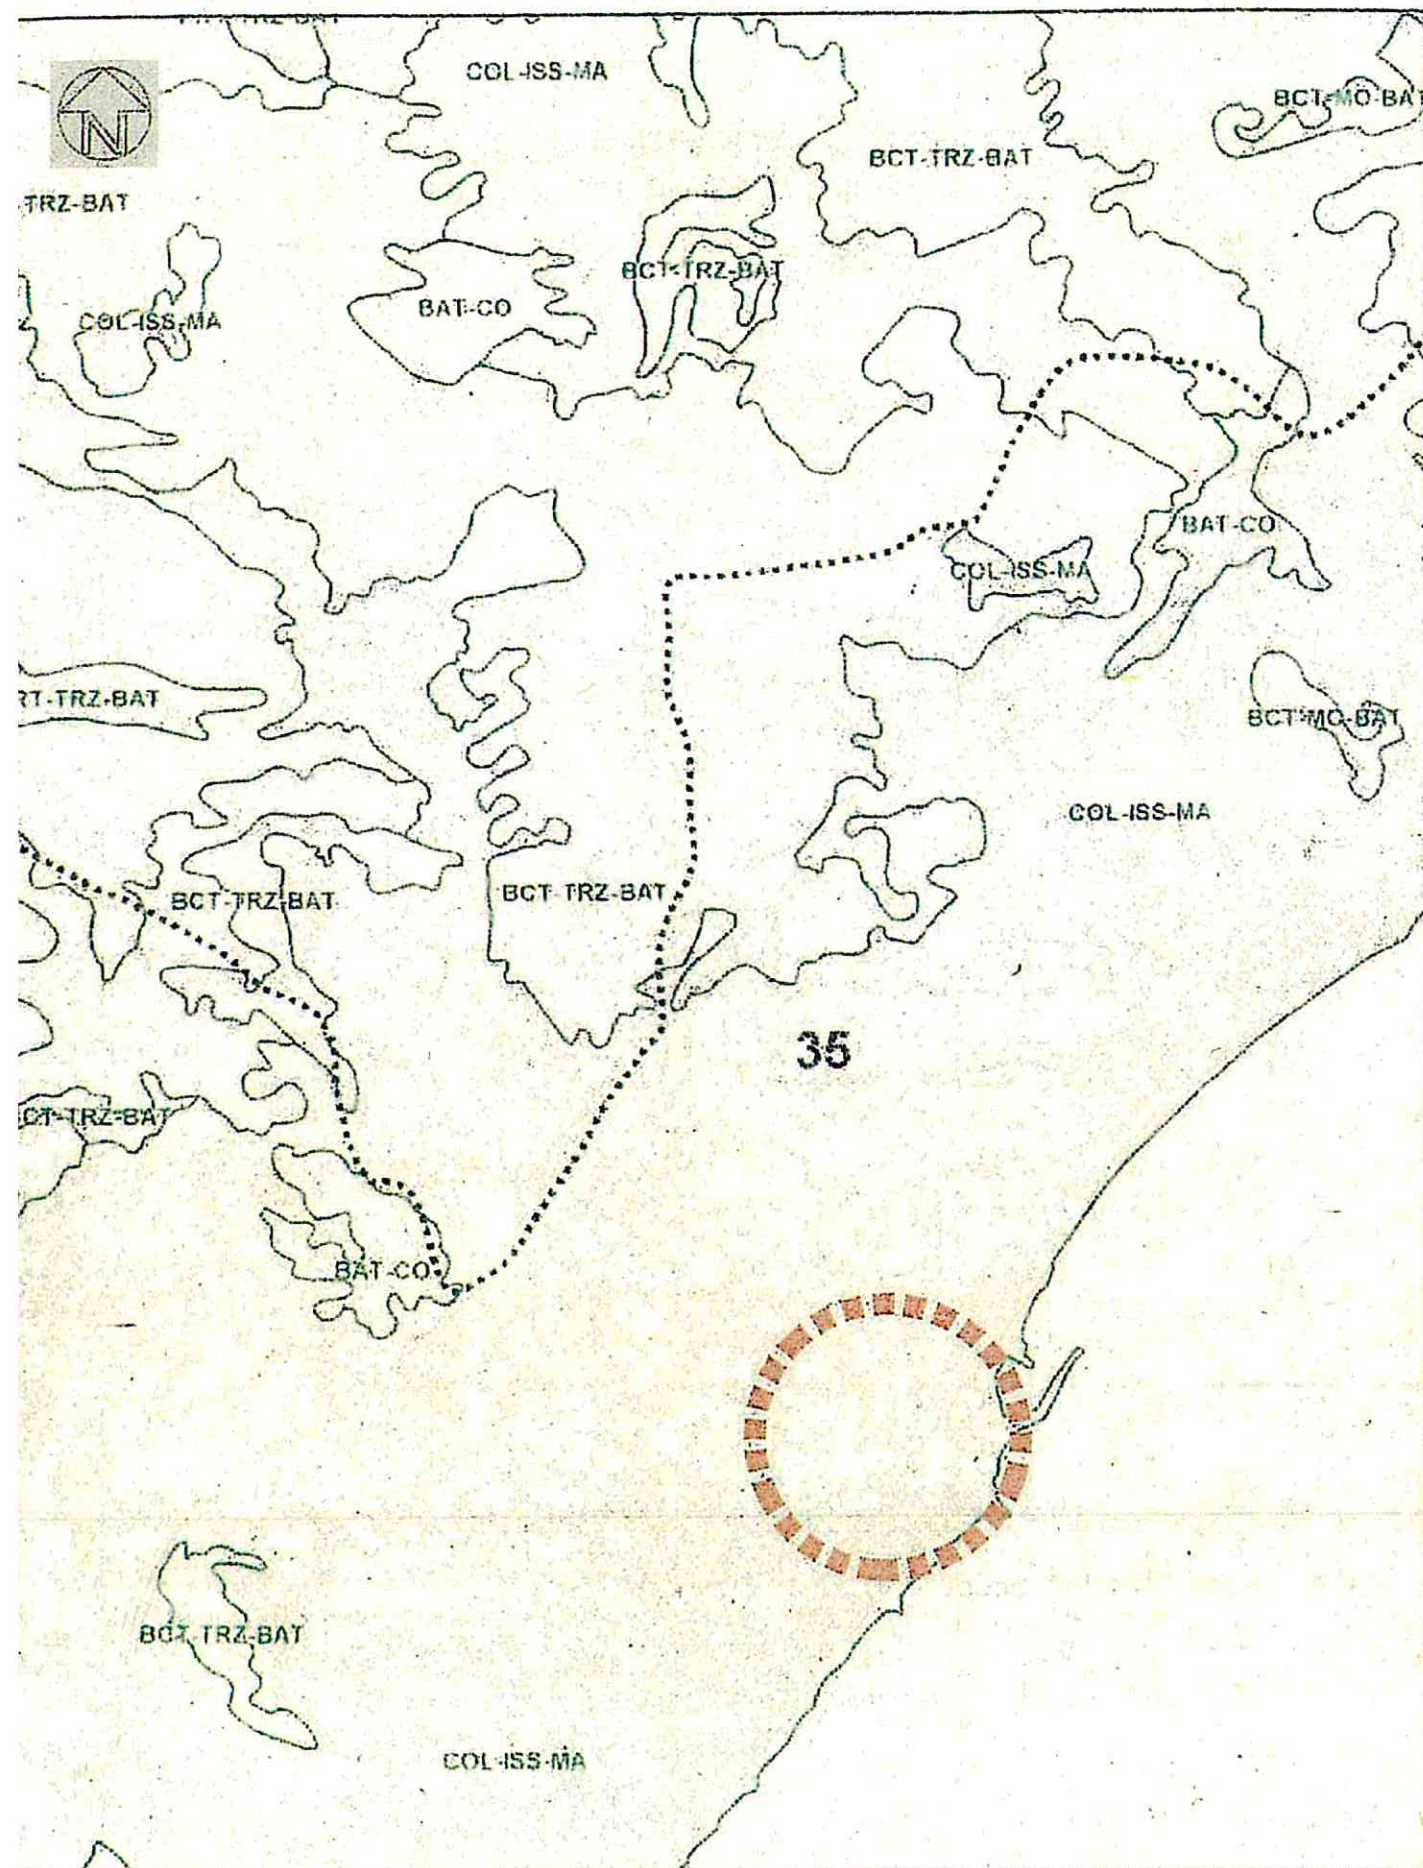 COL-ISS-MA
BCT-MO-BAT
BCT-TRZ-BAT
N
-TRZ-BAT
BCT-TRZ-BAT
BAT-CO
COL-ISS-MA
BAT-CO
COL-ISS-MA
RT-TRZ-BAT
BCT-MO-BAT
COL-ISS-MA
BCT-TRZ-BAT
BCT-TRZ-BAT
35
CT-TRZ-BAT
BAT-CO
BCT-TRZ-BAT
COL-ISS-MA